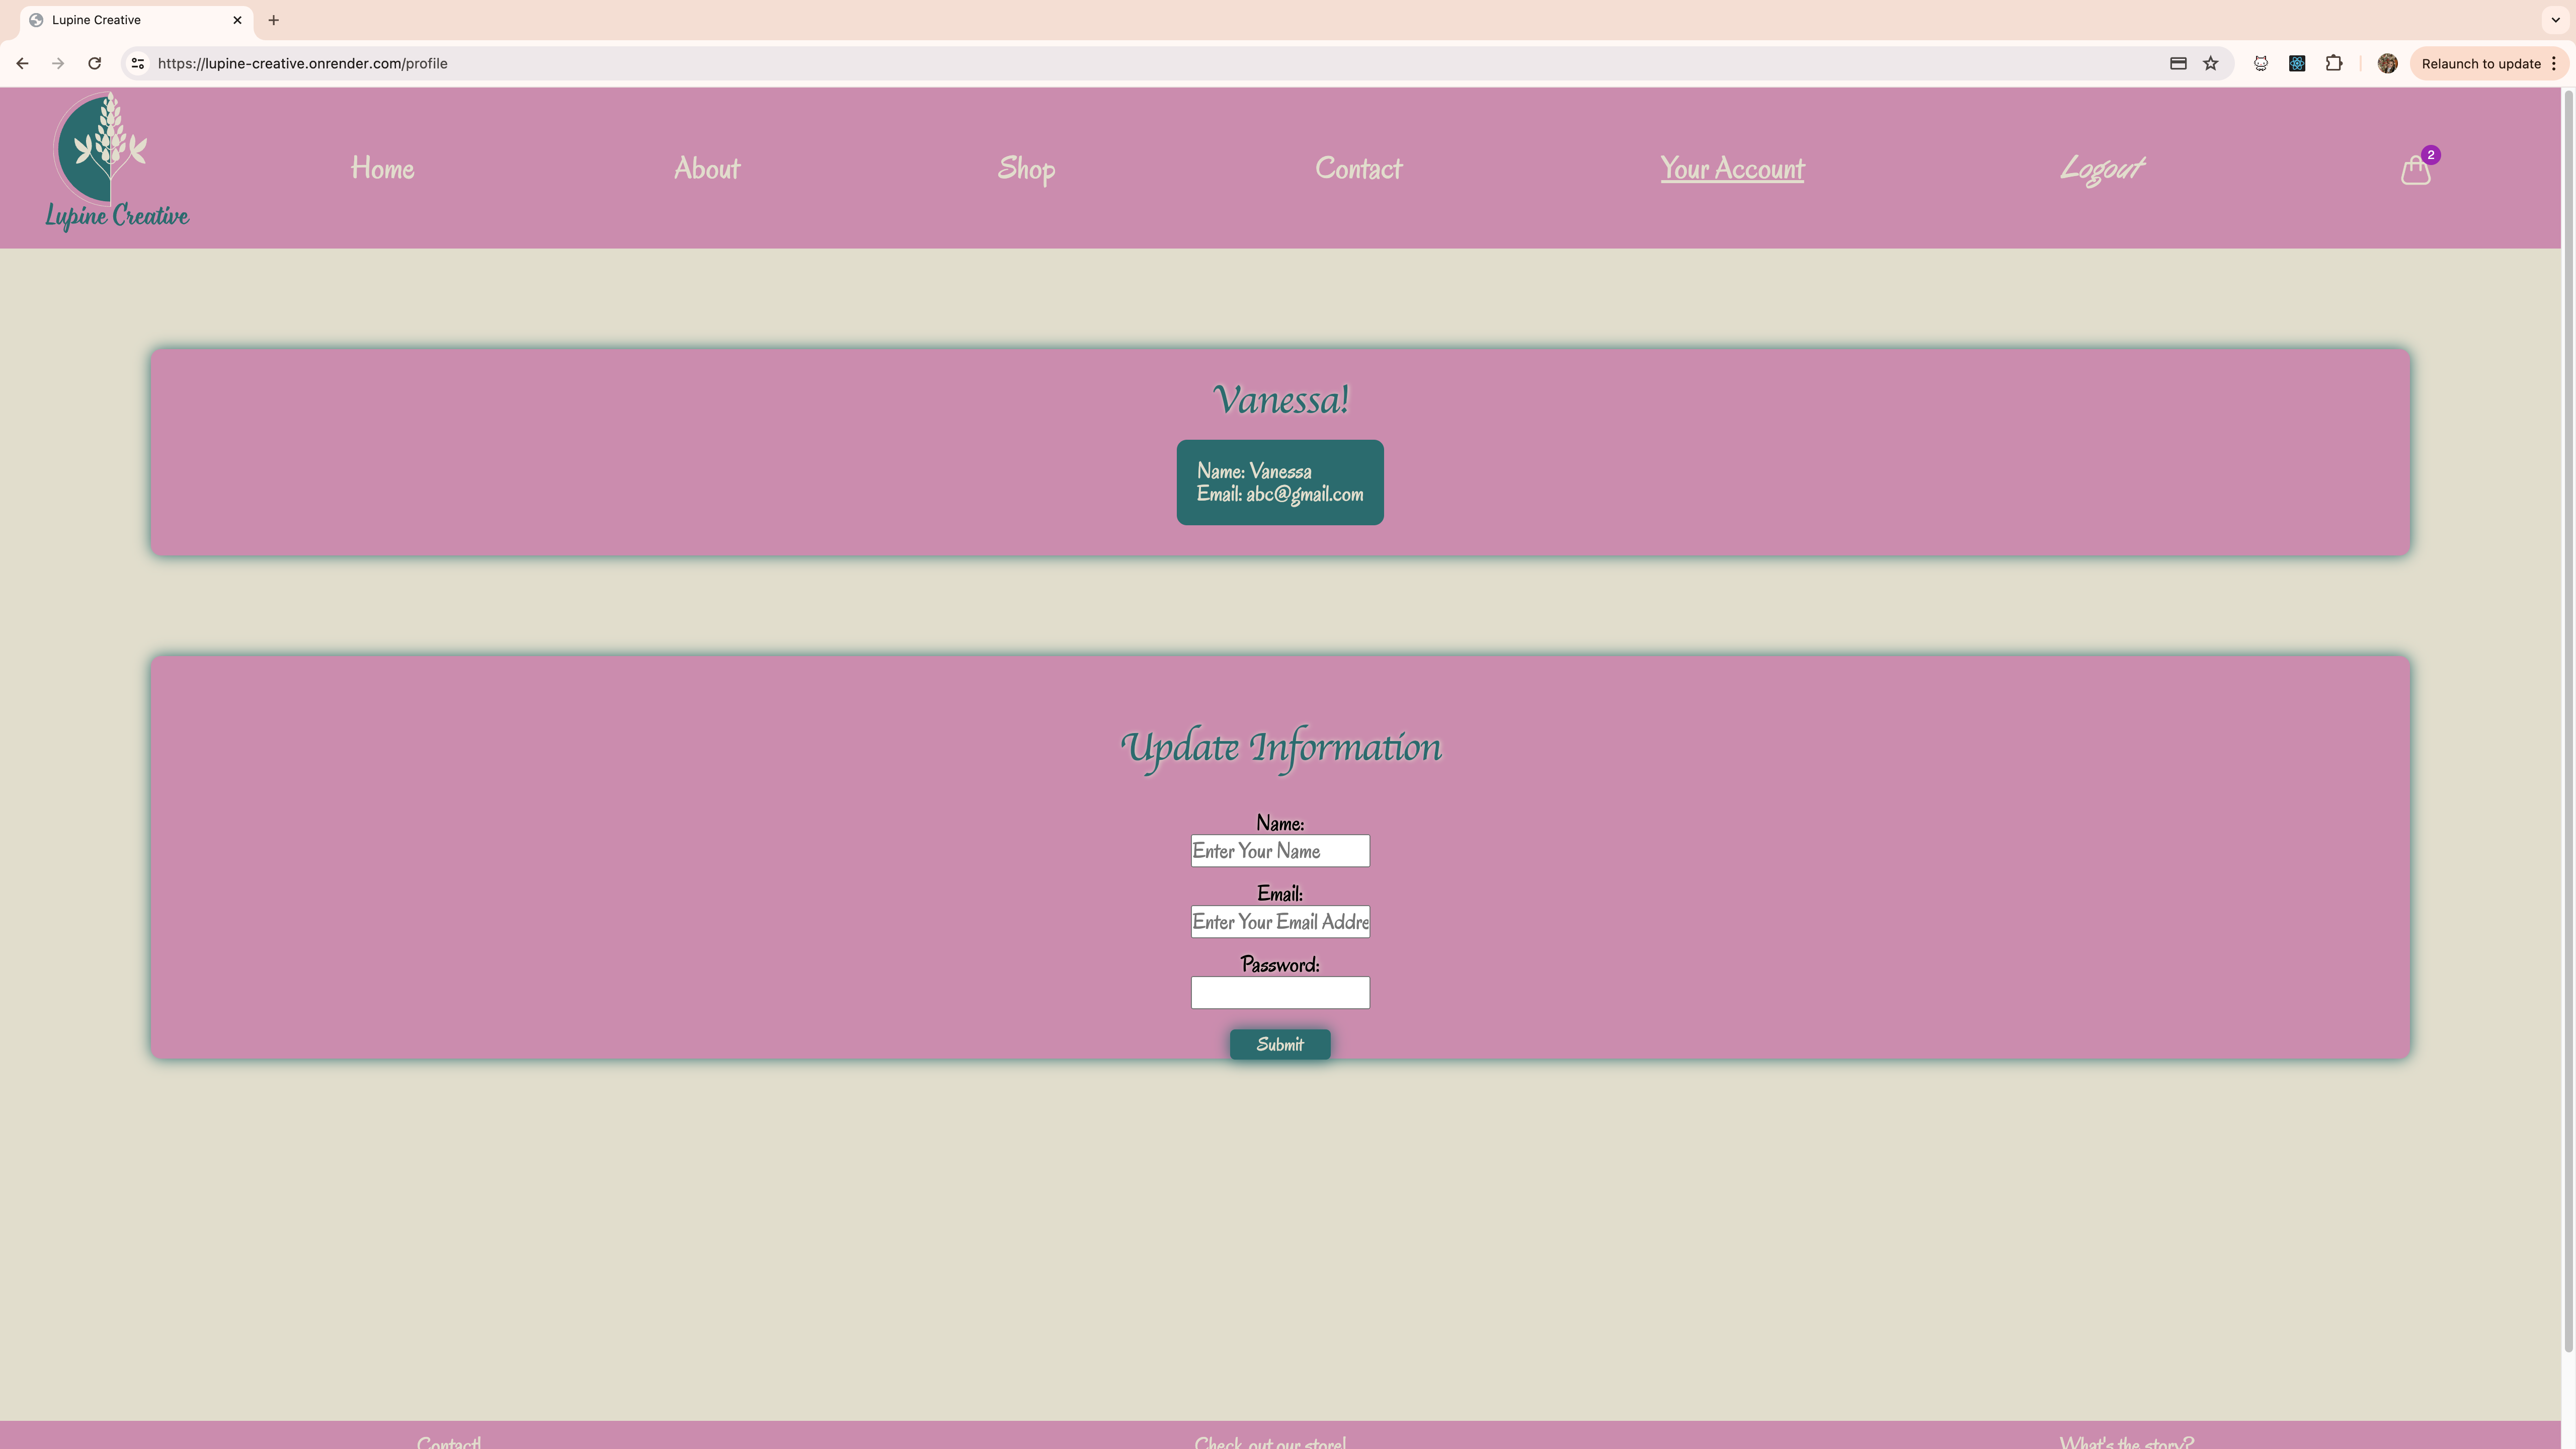 Lupine Creative
https://lupine-creative.onrender.com/profile
Relaunch to update
Lupine Creative
Home
About
Shop
Contact
Your Account
Logout
2
Vanessa!
Name: Vanessa
Email: abc@gmail.com
Update Information
Name:
Enter Your Name
Email:
Enter Your Email Addre
Password:
Submit
Contact!
Check out our store!
What's the story?